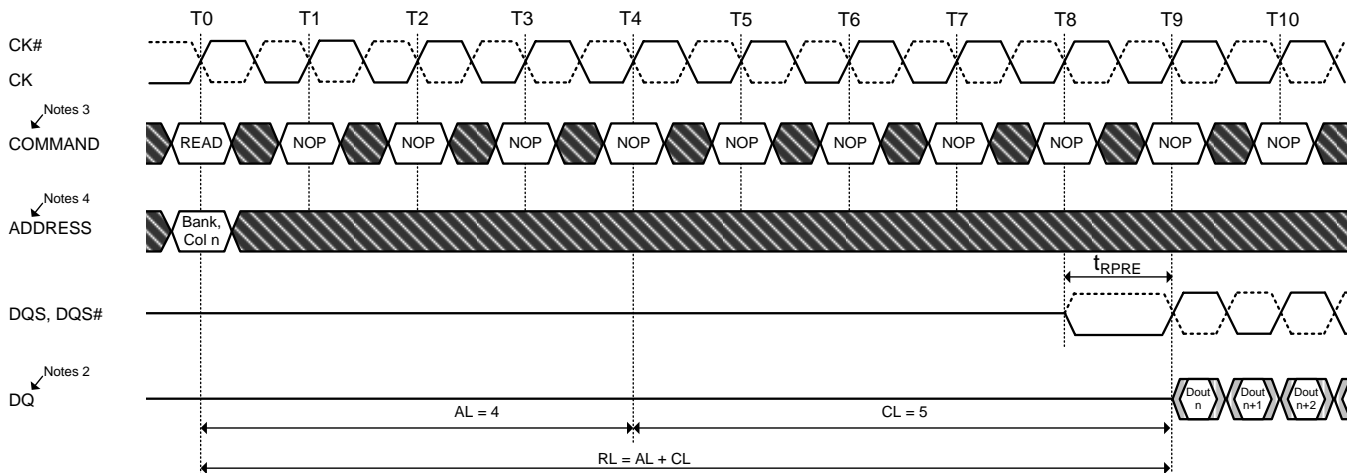 T0 T1 T2 T3 T4 T5 T6 T7 T8 T9 T10
CK#
CK
Notes 3
COMMAND READ NOP NOP NOP NOP NOP NOP NOP NOP NOP NOP
Notes 4
ADDRESS
Bank,
Col n
tRPRE
DQS, DQS#
Notes 2
DQ
Dout
n
Dout
n+1
Dout
n+2
AL = 4 CL = 5
RL = AL + CL